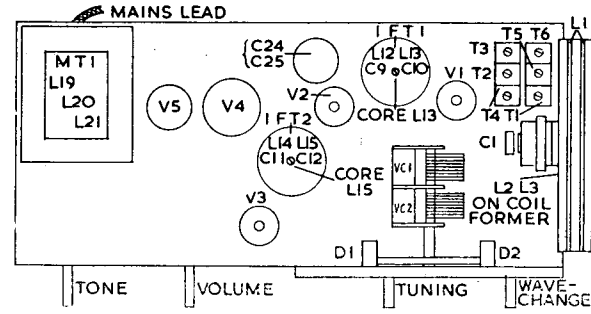 MAINS LEAD
L1
{C24
C25
I F T 1
L12 L13
C9 C10
T5 T6
T3
T2
T4 T1
MT1
L19
L20
L21
V5
V4
V2
V1
I F T 2
L14 L15
C11 C12
CORE L13
CORE
L15
C1
VC1
VC2
L2 L3
ON COIL
FORMER
V3
D1
D2
TONE
VOLUME
TUNING
WAVE-
CHANGE